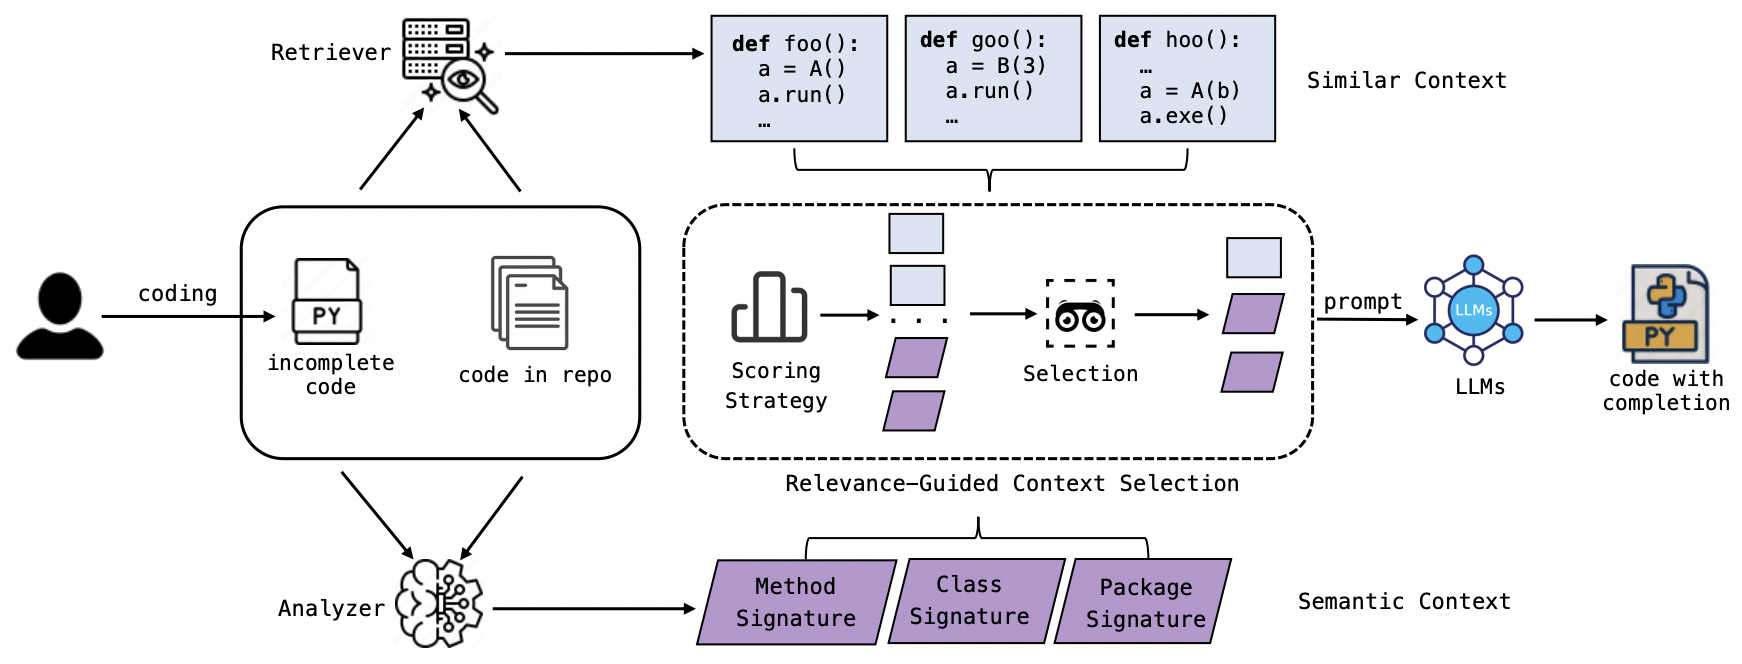 Retriever
def foo():
a = A()
a.run()
…
def goo():
a = B(3)
a.run()
…
def hoo():
…
a = A(b)
a.exe()
Similar Context
coding
PY
incomplete
code
code in repo
Scoring
Strategy
. . .
Selection
prompt
LLMs
LLMs
PY
code with
completion
Relevance-Guided Context Selection
Analyzer
Method
Signature
Class
Signature
Package
Signature
Semantic Context